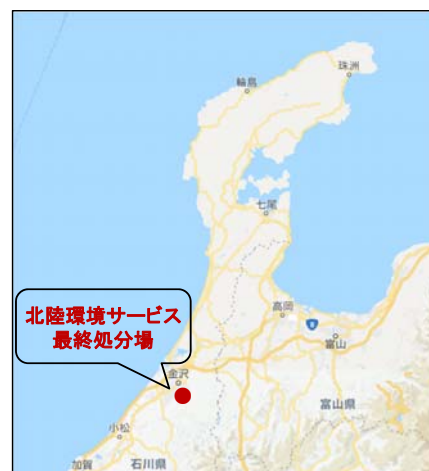 珠洲
輪島
七尾
高岡
8
富山
北陸環境サービス
最終処分場
金沢
富山県
小松
加賀
石川県